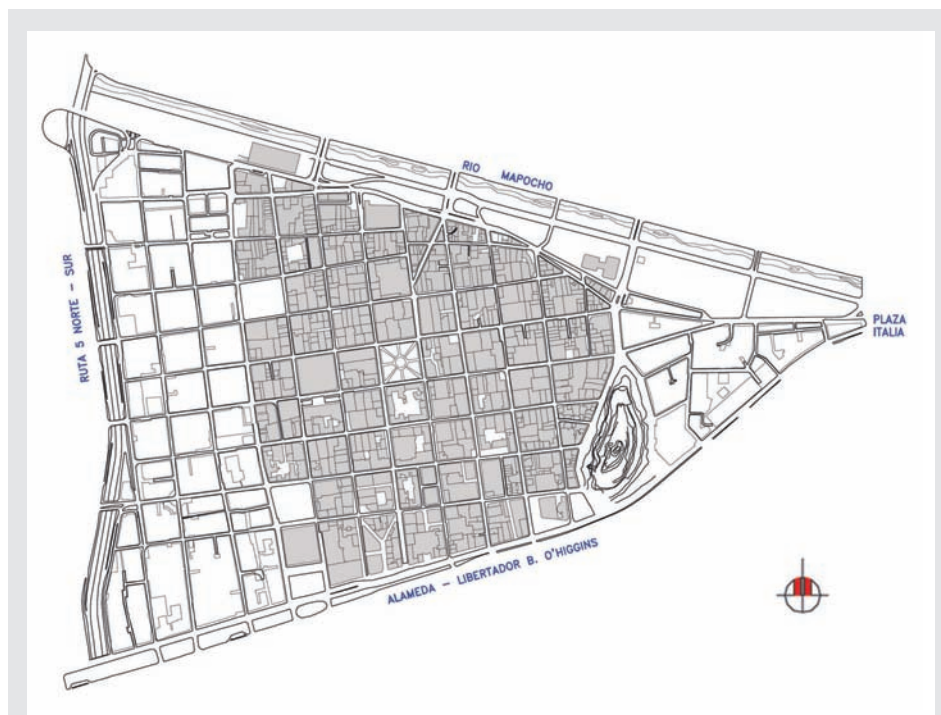 RIO MAPOCHO
RUTA 5 NORTE - SUR
PLAZA
ITALIA
ALAMEDA - LIBERTADOR B. O'HIGGINS